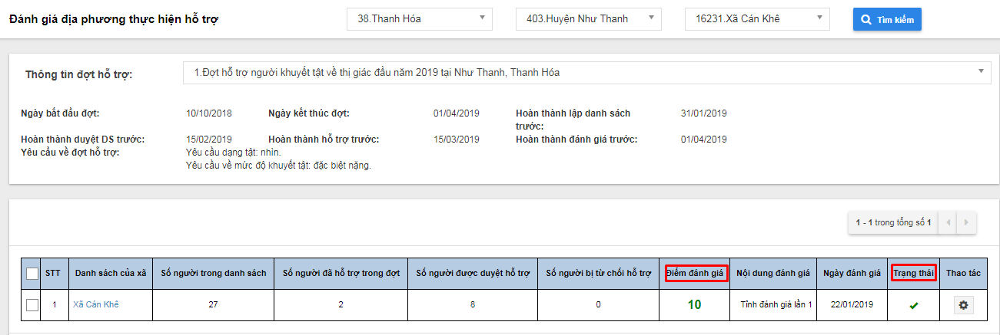 Đánh giá địa phương thực hiện hỗ trợ
38.Thanh Hóa
403.Huyện Như Thanh
16231.Xã Cán Khê
Tìm kiếm
Thông tin đợt hỗ trợ:
1.Đợt hỗ trợ người khuyết tật về thị giác đầu năm 2019 tại Như Thanh, Thanh Hóa
Ngày bắt đầu đợt: 10/10/2018 Ngày kết thúc đợt: 01/04/2019 Hoàn thành lập danh sách trước: 31/01/2019
Hoàn thành duyệt DS trước: 15/02/2019 Hoàn thành hỗ trợ trước: 15/03/2019 Hoàn thành đánh giá trước: 01/04/2019
Yêu cầu về đợt hỗ trợ: Yêu cầu dạng tật: nhìn.
Yêu cầu về mức độ khuyết tật: đặc biệt nặng.
1 - 1 trong tổng số 1
STT Danh sách của xã Số người trong danh sách Số người đã hỗ trợ trong đợt Số người được duyệt hỗ trợ Số người bị từ chối hỗ trợ Điểm đánh giá Nội dung đánh giá Ngày đánh giá Trạng thái Thao tác
1 Xã Cán Khê 27 2 8 0 10 Tỉnh đánh giá lần 1 22/01/2019